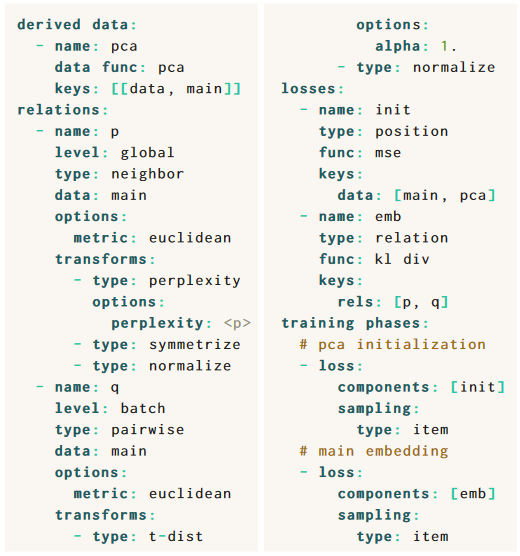 derived data:
  - name: pca
    data func: pca
    keys: [[data, main]]
relations:
  - name: p
    level: global
    type: neighbor
    data: main
    options:
      metric: euclidean
    transforms:
      - type: perplexity
        options:
          perplexity: <p>
      - type: symmetrize
      - type: normalize
  - name: q
    level: batch
    type: pairwise
    data: main
    options:
      metric: euclidean
    transforms:
      - type: t-dist
        options:
          alpha: 1.
      - type: normalize
losses:
  - name: init
    type: position
    func: mse
    keys:
      data: [main, pca]
  - name: emb
    type: relation
    func: kl div
    keys:
      rels: [p, q]
training phases:
  # pca initialization
  - loss:
      components: [init]
      sampling:
        type: item
  # main embedding
  - loss:
      components: [emb]
      sampling:
        type: item